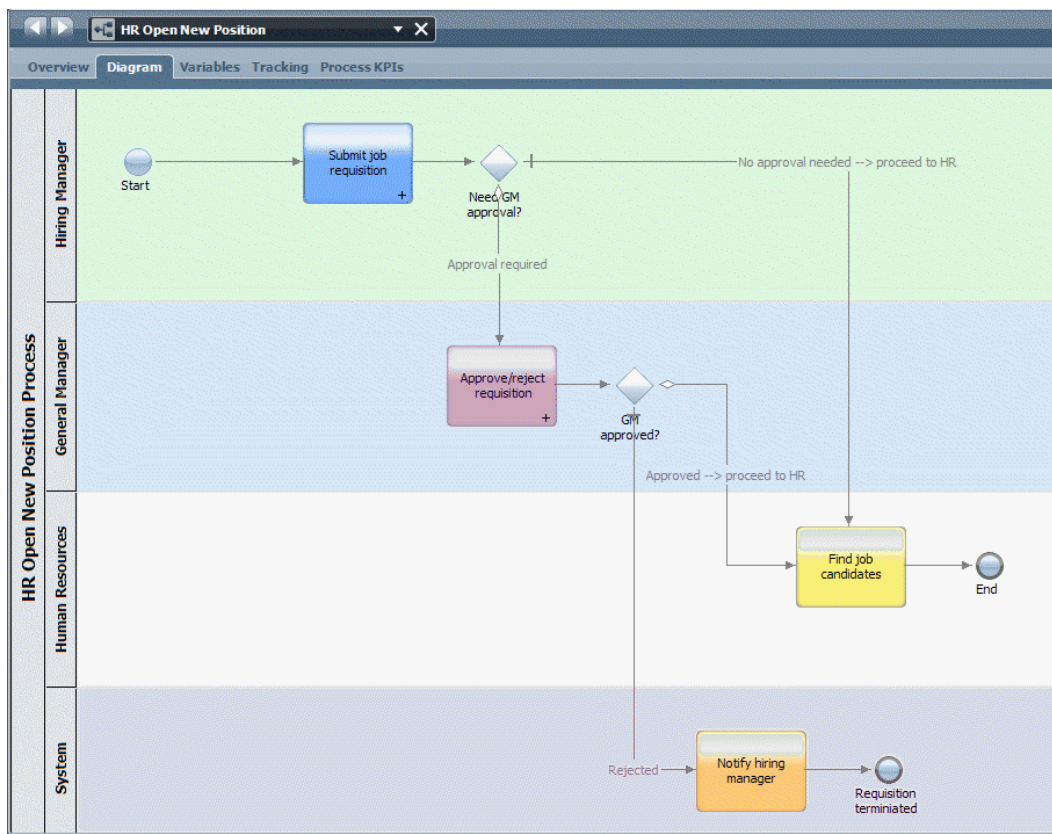 HR Open New Position
Overview
Diagram
Variables
Tracking
Process KPIs
HR Open New Position Process
Hiring Manager
Start
Submit job
requisition
+
Need GM
approval?
No approval needed --> proceed to HR
Approval required
General Manager
Approve/reject
requisition
+
GM
approved?
Approved --> proceed to HR
Human Resources
Find job
candidates
End
System
Rejected
Notify hiring
manager
Requisition
terminiated